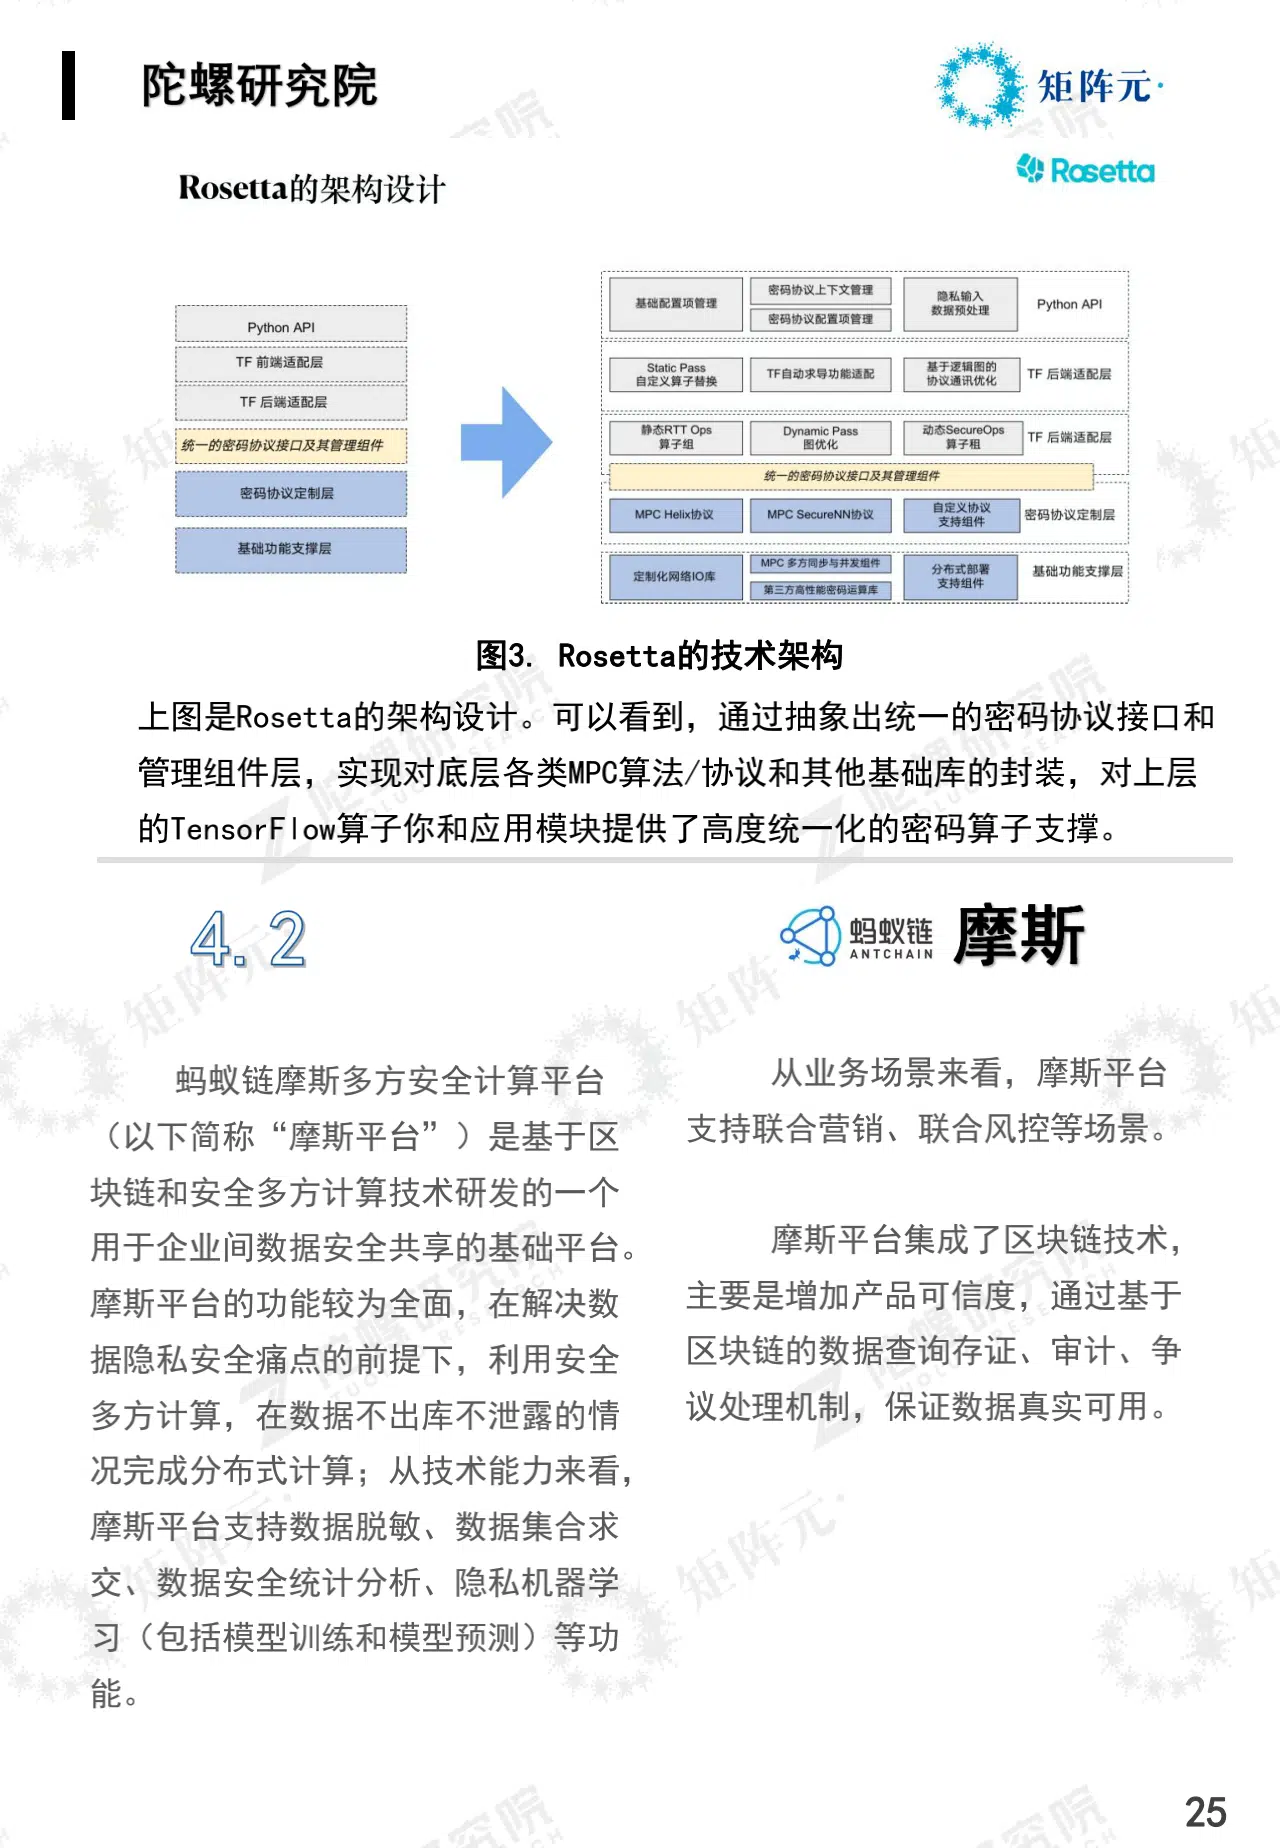 陀螺研究院
矩阵元
Rosetta
Rosetta的架构设计
Python API
TF 前端适配层
TF 后端适配层
统一的密码协议接口及其管理组件
密码协议定制层
基础功能支撑层
基础配置项管理
密码协议上下文管理
密码协议配置项管理
隐私输入
数据预处理
Python API
Static Pass
自定义算子替换
TF自动求导功能适配
基于逻辑图的
协议通讯优化
TF 后端适配层
静态RTT Ops
算子组
Dynamic Pass
图优化
动态SecureOps
算子租
TF 后端适配层
统一的密码协议接口及其管理组件
MPC Helix协议
MPC SecureNN协议
自定义协议
支持组件
密码协议定制层
定制化网络IO库
MPC 多方同步与并发组件
第三方高性能密码运算库
分布式部署
支持组件
基础功能支撑层
图3. Rosetta的技术架构
上图是Rosetta的架构设计。可以看到，通过抽象出统一的密码协议接口和
管理组件层，实现对底层各类MPC算法/协议和其他基础库的封装，对上层
的TensorFlow算子你和应用模块提供了高度统一化的密码算子支撑。
4.2
蚂蚁链
ANTCHAIN
摩斯
蚂蚁链摩斯多方安全计算平台
（以下简称“摩斯平台”）是基于区
块链和安全多方计算技术研发的一个
用于企业间数据安全共享的基础平台。
摩斯平台的功能较为全面，在解决数
据隐私安全痛点的前提下，利用安全
多方计算，在数据不出库不泄露的情
况完成分布式计算；从技术能力来看，
摩斯平台支持数据脱敏、数据集合求
交、数据安全统计分析、隐私机器学
习（包括模型训练和模型预测）等功
能。
从业务场景来看，摩斯平台
支持联合营销、联合风控等场景。
摩斯平台集成了区块链技术，
主要是增加产品可信度，通过基于
区块链的数据查询存证、审计、争
议处理机制，保证数据真实可用。
25